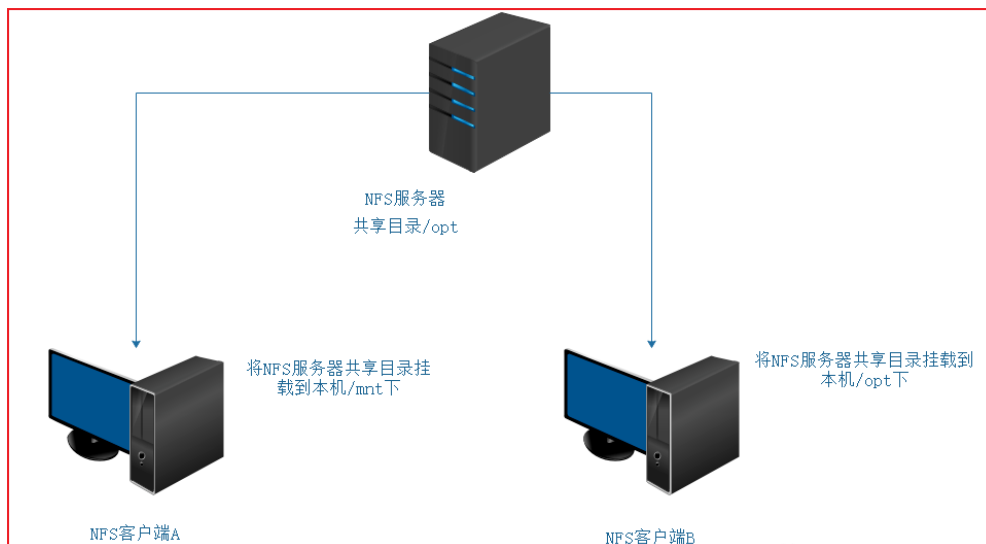 NFS服务器
共享目录/opt
将NFS服务器共享目录挂
载到本机/mnt下
将NFS服务器共享目录挂载到
本机/opt下
NFS客户端A
NFS客户端B